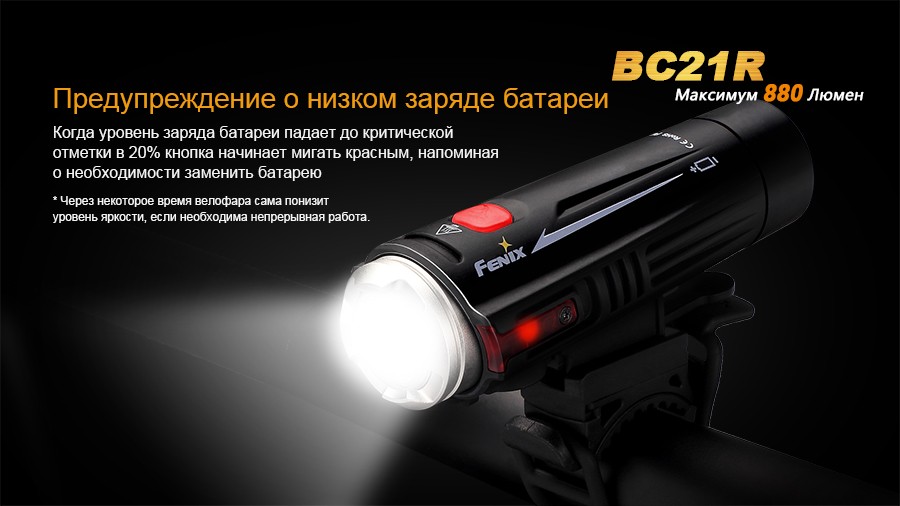 BC21R
Максимум 880 Люмен
Предупреждение о низком заряде батареи
Когда уровень заряда батареи падает до критической
отметки в 20% кнопка начинает мигать красным, напоминая
о необходимости заменить батарею
* Через некоторое время велофара сама понизит
уровень яркости, если необходима непрерывная работа.
FENIX